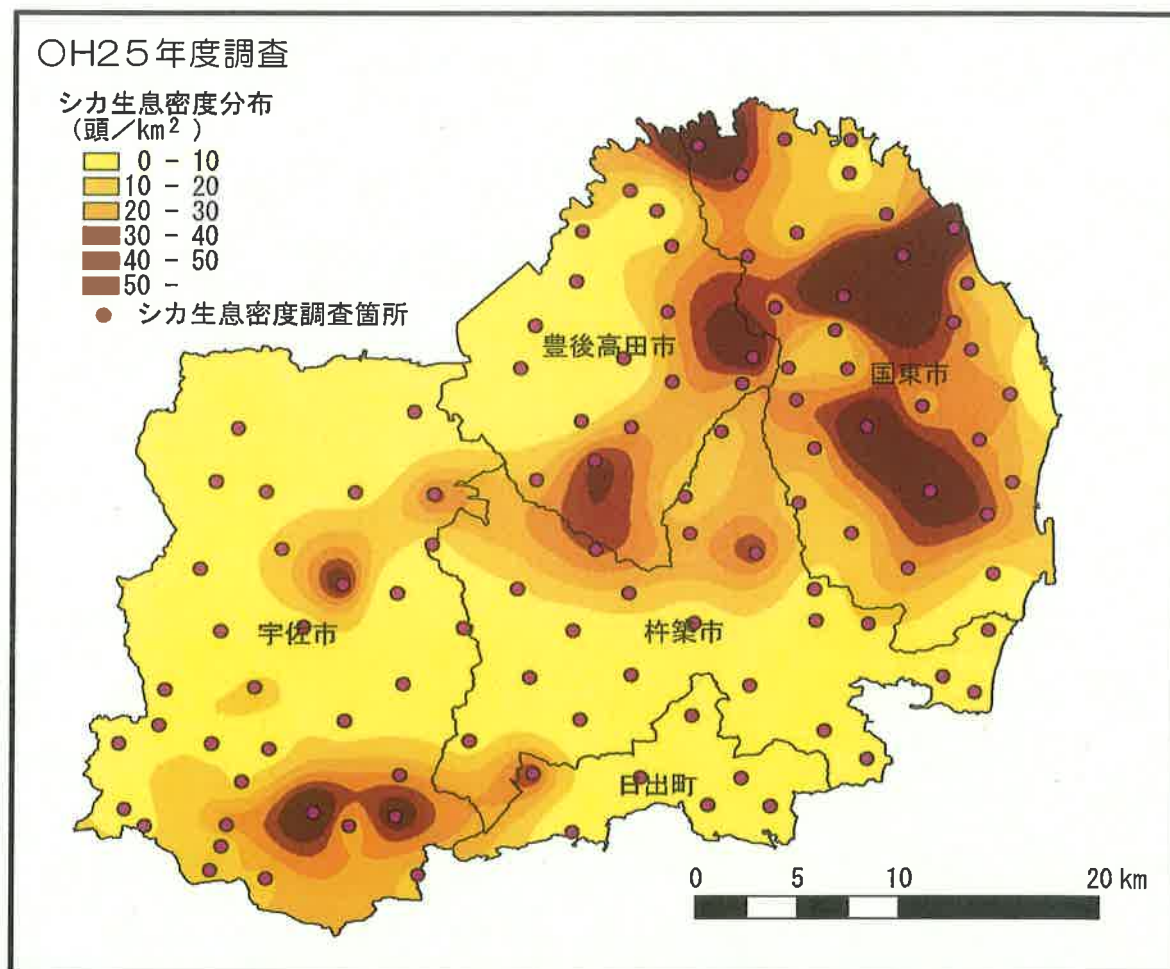 ○H25年度調査
シカ生息密度分布
(頭/km²)
0 - 10
10 - 20
20 - 30
30 - 40
40 - 50
50 -
シカ生息密度調査箇所
豊後高田市
国東市
宇佐市
杵築市
日出町
0 5 10 20 km